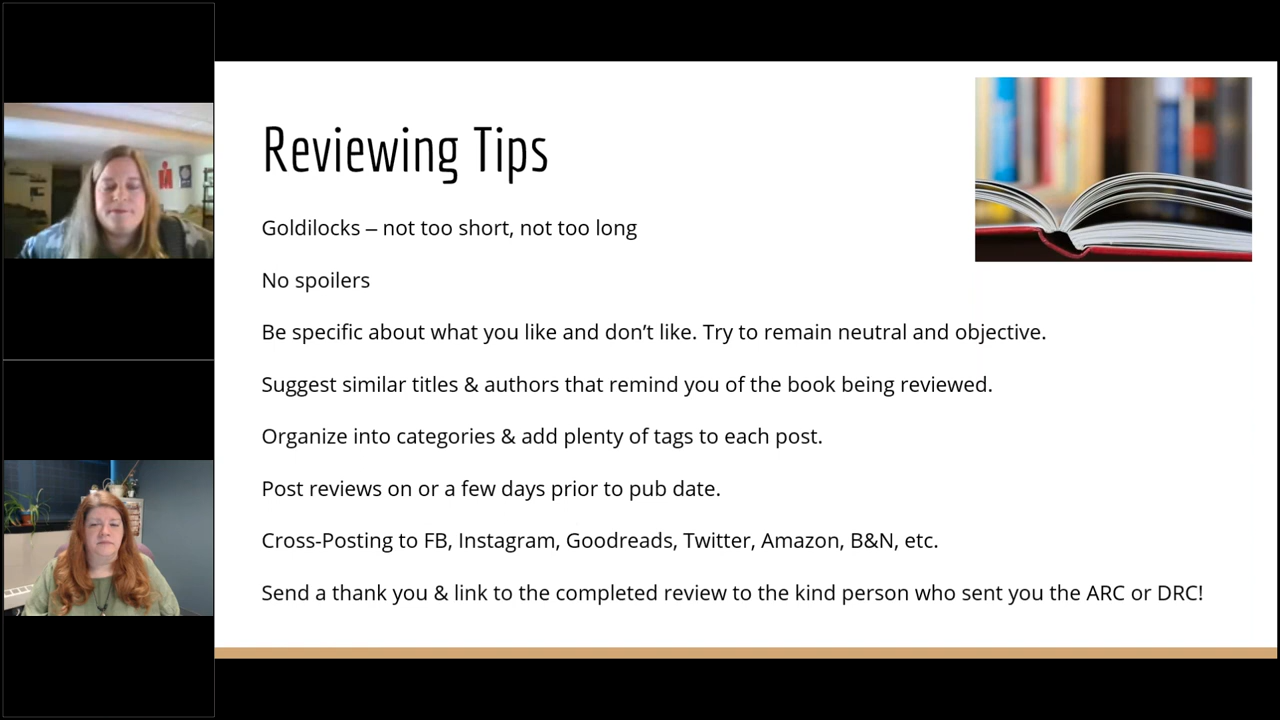 Reviewing Tips
Goldilocks – not too short, not too long
No spoilers
Be specific about what you like and don’t like. Try to remain neutral and objective.
Suggest similar titles & authors that remind you of the book being reviewed.
Organize into categories & add plenty of tags to each post.
Post reviews on or a few days prior to pub date.
Cross-Posting to FB, Instagram, Goodreads, Twitter, Amazon, B&N, etc.
Send a thank you & link to the completed review to the kind person who sent you the ARC or DRC!